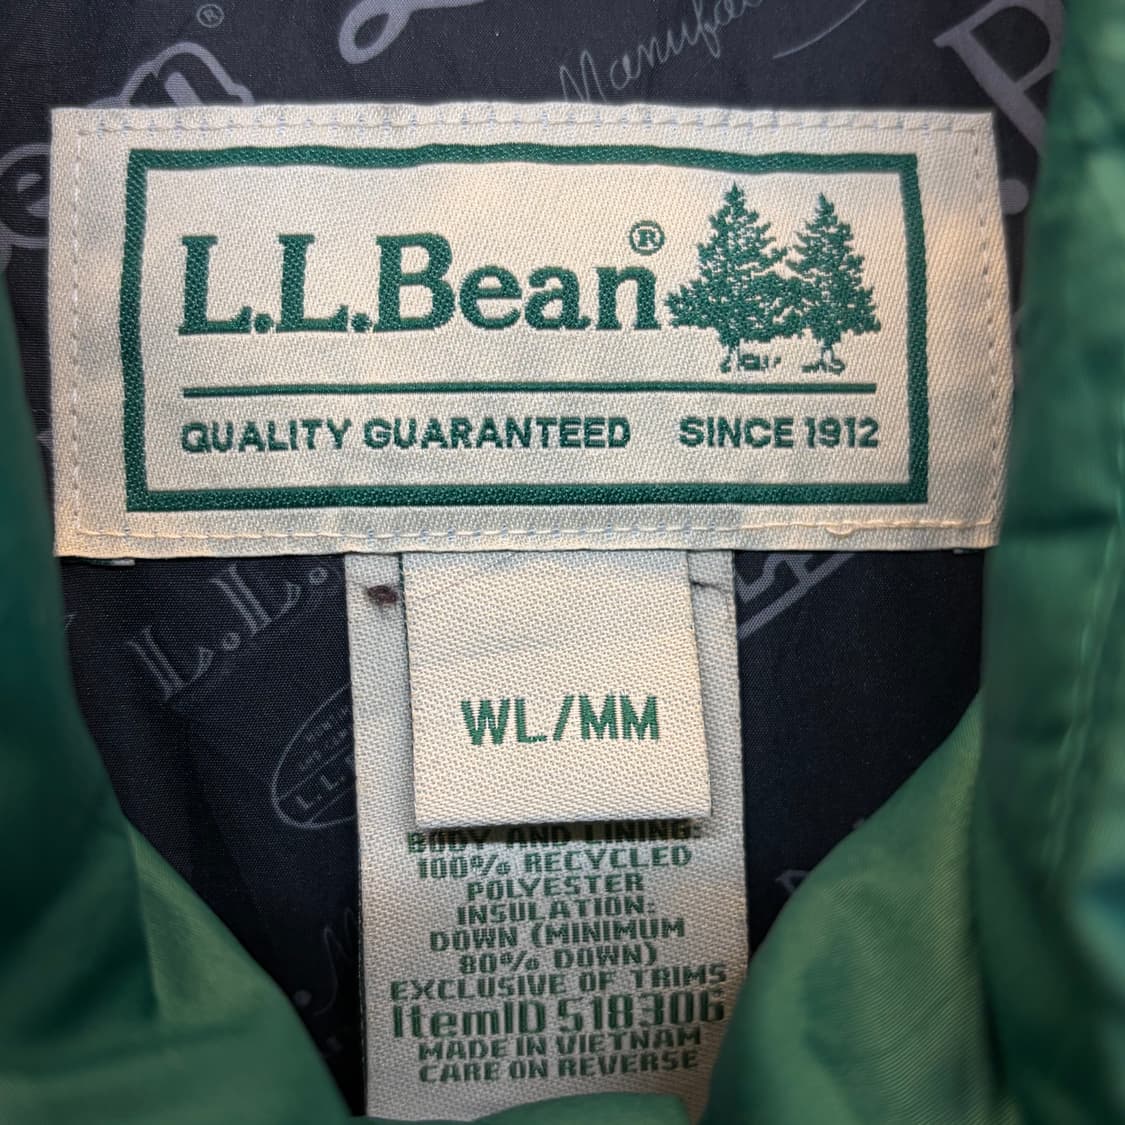 L.L.Bean®
QUALITY GUARANTEED SINCE 1912
WL/MM
BODY AND LINING:
100% RECYCLED
POLYESTER
INSULATION:
DOWN (MINIMUM
80% DOWN)
EXCLUSIVE OF TRIMS
ItemID 518306
MADE IN VIETNAM
CARE ON REVERSE